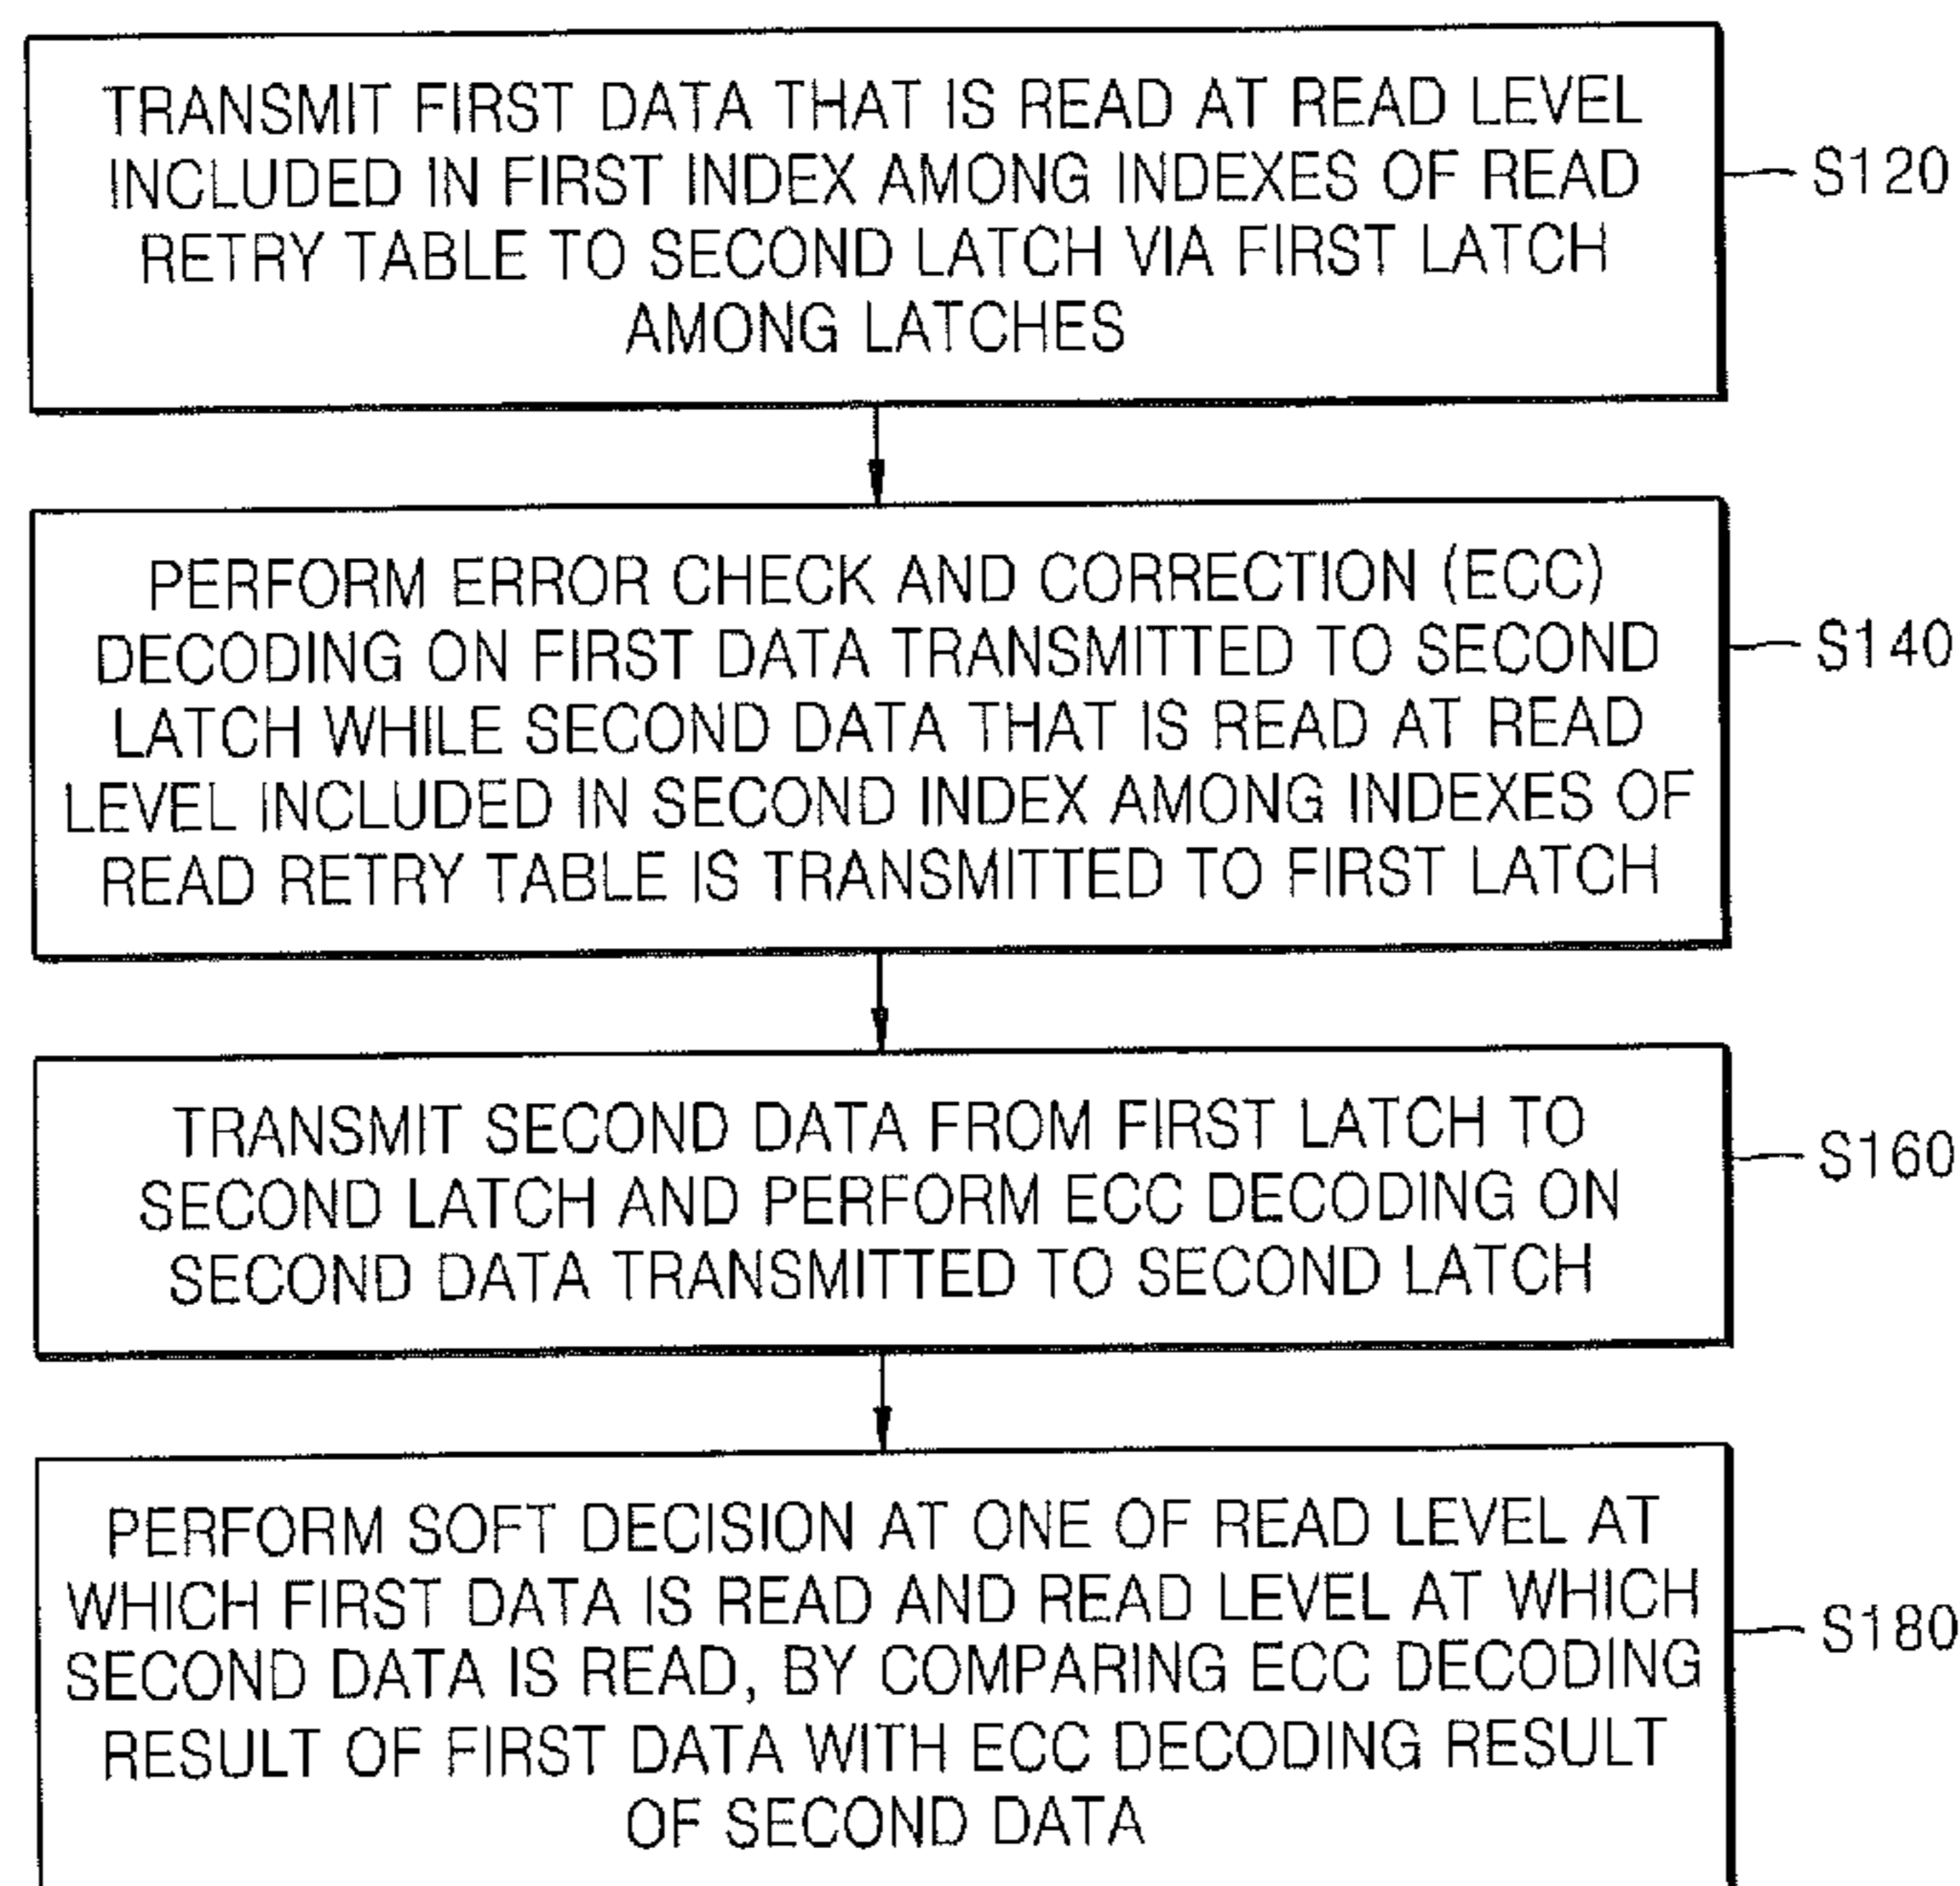 TRANSMIT FIRST DATA THAT IS READ AT READ LEVEL
INCLUDED IN FIRST INDEX AMONG INDEXES OF READ
RETRY TABLE TO SECOND LATCH VIA FIRST LATCH
AMONG LATCHES
S120
PERFORM ERROR CHECK AND CORRECTION (ECC)
DECODING ON FIRST DATA TRANSMITTED TO SECOND
LATCH WHILE SECOND DATA THAT IS READ AT READ
LEVEL INCLUDED IN SECOND INDEX AMONG INDEXES OF
READ RETRY TABLE IS TRANSMITTED TO FIRST LATCH
S140
TRANSMIT SECOND DATA FROM FIRST LATCH TO
SECOND LATCH AND PERFORM ECC DECODING ON
SECOND DATA TRANSMITTED TO SECOND LATCH
S160
PERFORM SOFT DECISION AT ONE OF READ LEVEL AT
WHICH FIRST DATA IS READ AND READ LEVEL AT WHICH
SECOND DATA IS READ, BY COMPARING ECC DECODING
RESULT OF FIRST DATA WITH ECC DECODING RESULT
OF SECOND DATA
S180